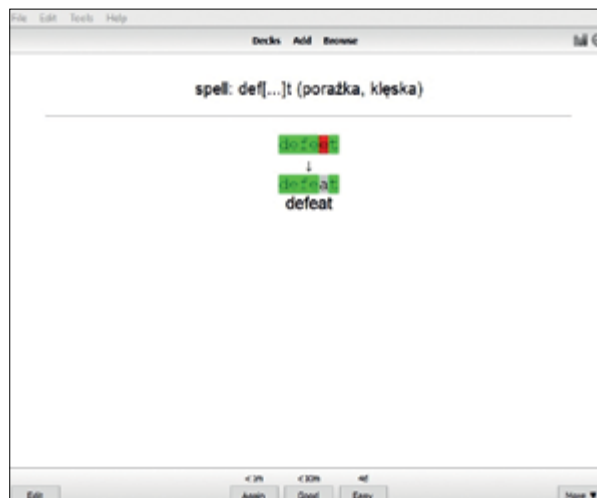 File Edit Tools Help
Decks Add Browse
spell: def[...]t (porażka, klęska)
defeet
↓
defeat
defeat
<1m <10m 4d
Edit Again Good Easy More ▼